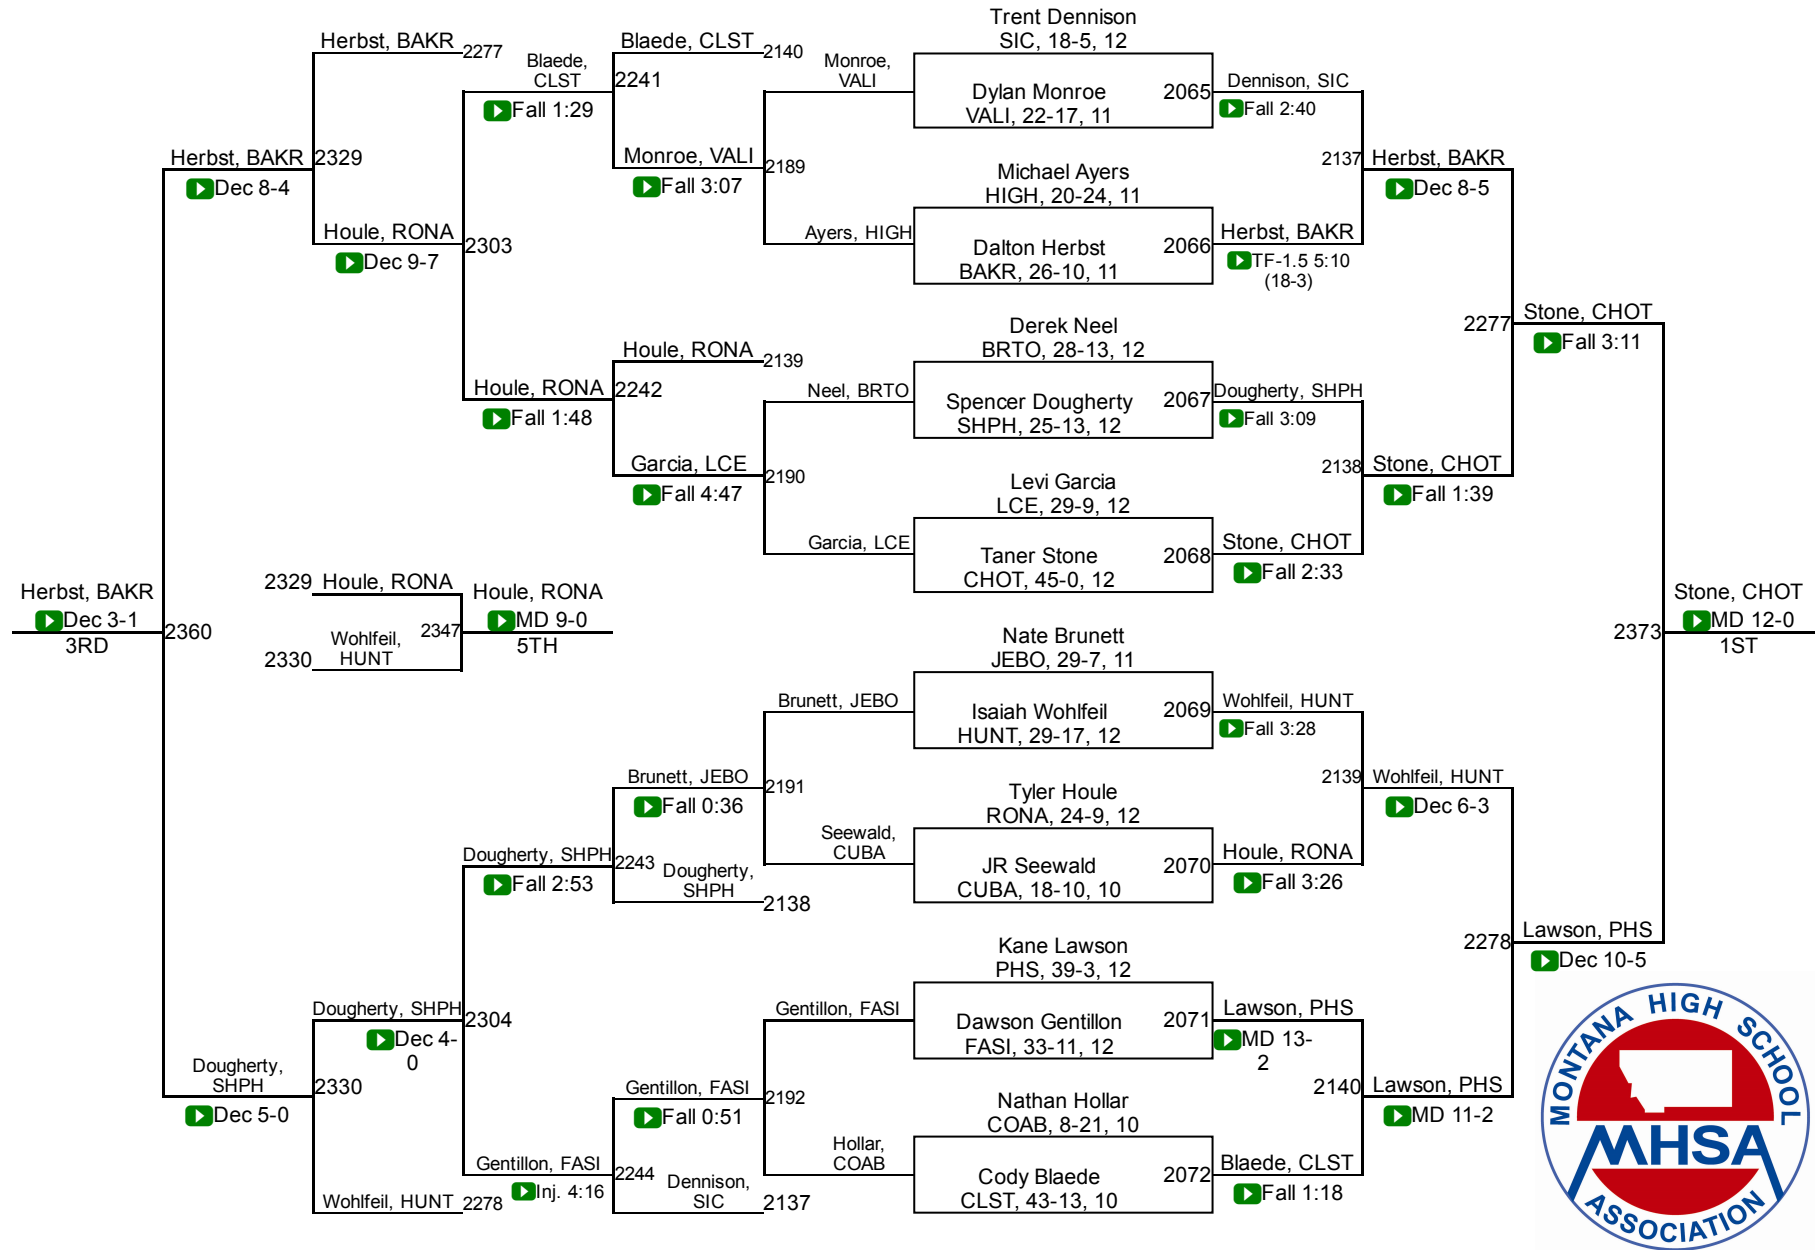 Trent Dennison
SIC, 18-5, 12
Herbst, BAKR
2277
Blaede, CLST
2140
Blaede,
CLST
2241
Fall 1:29
Monroe,
VALI
Dylan Monroe
VALI, 22-17, 11
2065
Dennison, SIC
Fall 2:40
Herbst, BAKR
2329
Dec 8-4
Monroe, VALI
2189
Fall 3:07
Michael Ayers
HIGH, 20-24, 11
2137
Herbst, BAKR
Dec 8-5
Houle, RONA
2303
Dec 9-7
Ayers, HIGH
Dalton Herbst
BAKR, 26-10, 11
2066
Herbst, BAKR
TF-1.5 5:10
(18-3)
Derek Neel
BRTO, 28-13, 12
2277
Stone, CHOT
Fall 3:11
Houle, RONA
2139
Houle, RONA
2242
Fall 1:48
Neel, BRTO
Spencer Dougherty
SHPH, 25-13, 12
2067
Dougherty, SHPH
Fall 3:09
Garcia, LCE
2190
Fall 4:47
Levi Garcia
LCE, 29-9, 12
2138
Stone, CHOT
Fall 1:39
Garcia, LCE
Taner Stone
CHOT, 45-0, 12
2068
Stone, CHOT
Fall 2:33
Herbst, BAKR
Dec 3-1
3RD
2360
2329
Houle, RONA
2330
Wohlfeil,
HUNT
2347
Houle, RONA
MD 9-0
5TH
Nate Brunett
JEBO, 29-7, 11
2373
Stone, CHOT
MD 12-0
1ST
Brunett, JEBO
Isaiah Wohlfeil
HUNT, 29-17, 12
2069
Wohlfeil, HUNT
Fall 3:28
Brunett, JEBO
2191
Fall 0:36
Tyler Houle
RONA, 24-9, 12
2139
Wohlfeil, HUNT
Dec 6-3
Seewald,
CUBA
JR Seewald
CUBA, 18-10, 10
2070
Houle, RONA
Fall 3:26
Dougherty, SHPH
2243
Fall 2:53
Dougherty,
SHPH
2138
Kane Lawson
PHS, 39-3, 12
2278
Lawson, PHS
Dec 10-5
Dougherty, SHPH
2304
Dec 4-
0
Gentillon, FASI
Dawson Gentillon
FASI, 33-11, 12
2071
Lawson, PHS
MD 13-
2
Dougherty,
SHPH
2330
Dec 5-0
Gentillon, FASI
2192
Fall 0:51
Nathan Hollar
COAB, 8-21, 10
2140
Lawson, PHS
MD 11-2
Hollar,
COAB
Cody Blaede
CLST, 43-13, 10
2072
Blaede, CLST
Fall 1:18
Gentillon, FASI
2244
Inj. 4:16
Dennison,
SIC
2137
Wohlfeil, HUNT
2278
MONTANA HIGH SCHOOL
MHSA
ASSOCIATION